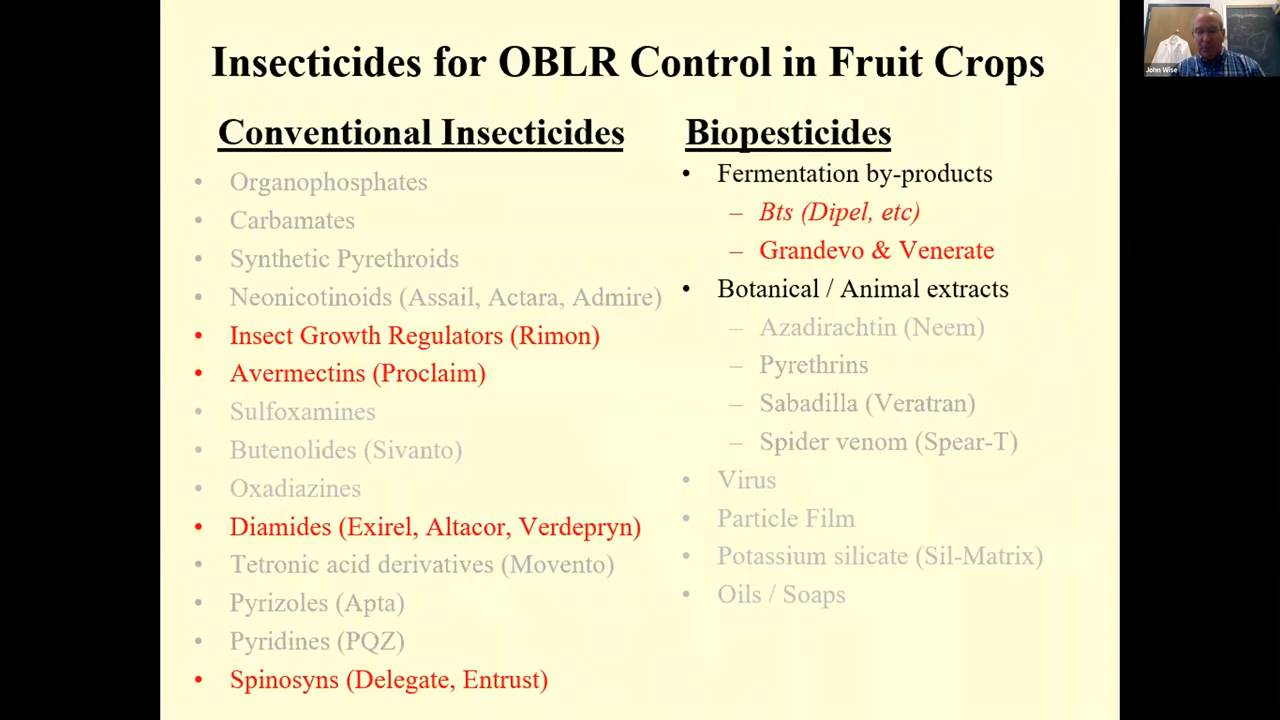 Insecticides for OBLR Control in Fruit Crops
Conventional Insecticides
• Organophosphates
• Carbamates
• Synthetic Pyrethroids
• Neonicotinoids (Assail, Actara, Admire)
• Insect Growth Regulators (Rimon)
• Avermectins (Proclaim)
• Sulfoxamines
• Butenolides (Sivanto)
• Oxadiazines
• Diamides (Exirel, Altacor, Verdepryn)
• Tetronic acid derivatives (Movento)
• Pyrizoles (Apta)
• Pyridines (PQZ)
• Spinosyns (Delegate, Entrust)
Biopesticides
• Fermentation by-products
– Bts (Dipel, etc)
– Grandevo & Venerate
• Botanical / Animal extracts
– Azadirachtin (Neem)
– Pyrethrins
– Sabadilla (Veratran)
– Spider venom (Spear-T)
• Virus
• Particle Film
• Potassium silicate (Sil-Matrix)
• Oils / Soaps
John Wise